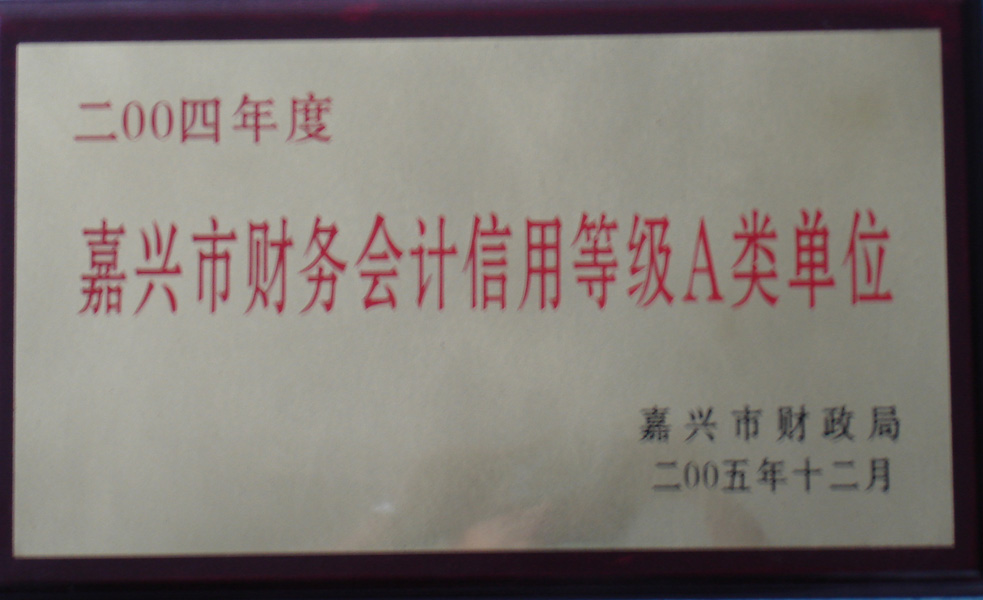 二00四年度
嘉兴市财务会计信用等级A类单位
嘉兴市财政局
二00五年十二月